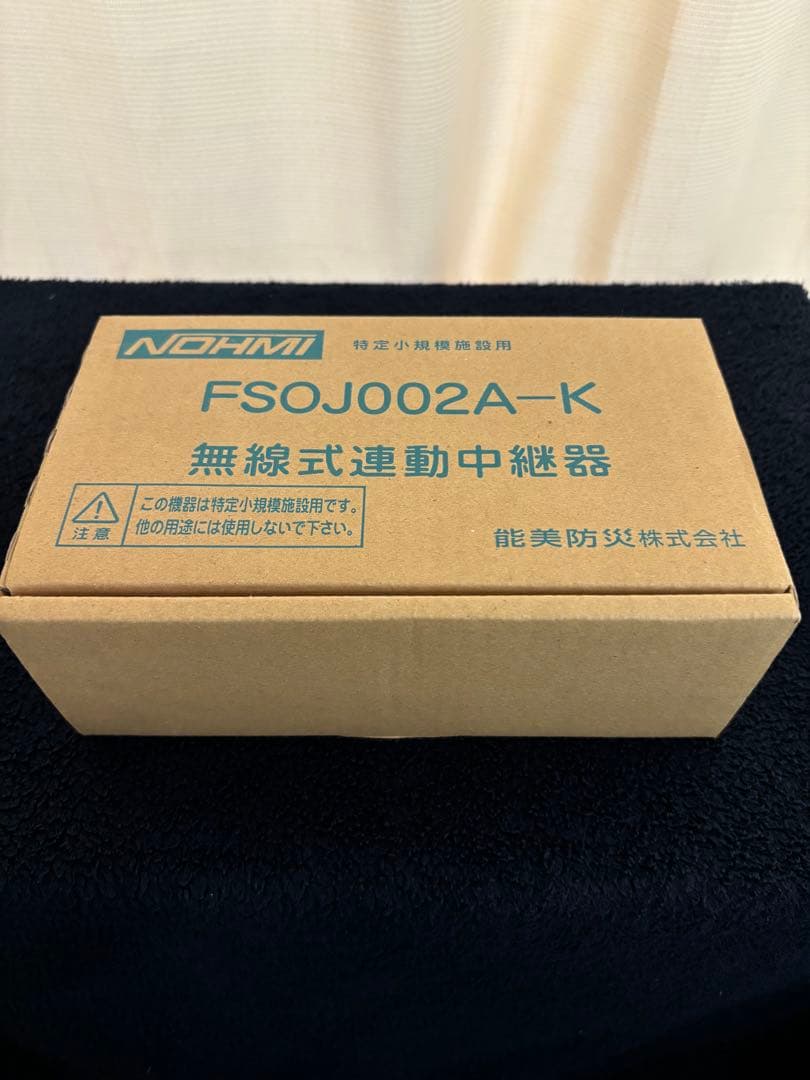 NOHMI 特定小規模施設用
FSOJ002A-K
無線式連動中継器
注意
この機器は特定小規模施設用です。
他の用途には使用しないで下さい。
能美防災株式会社